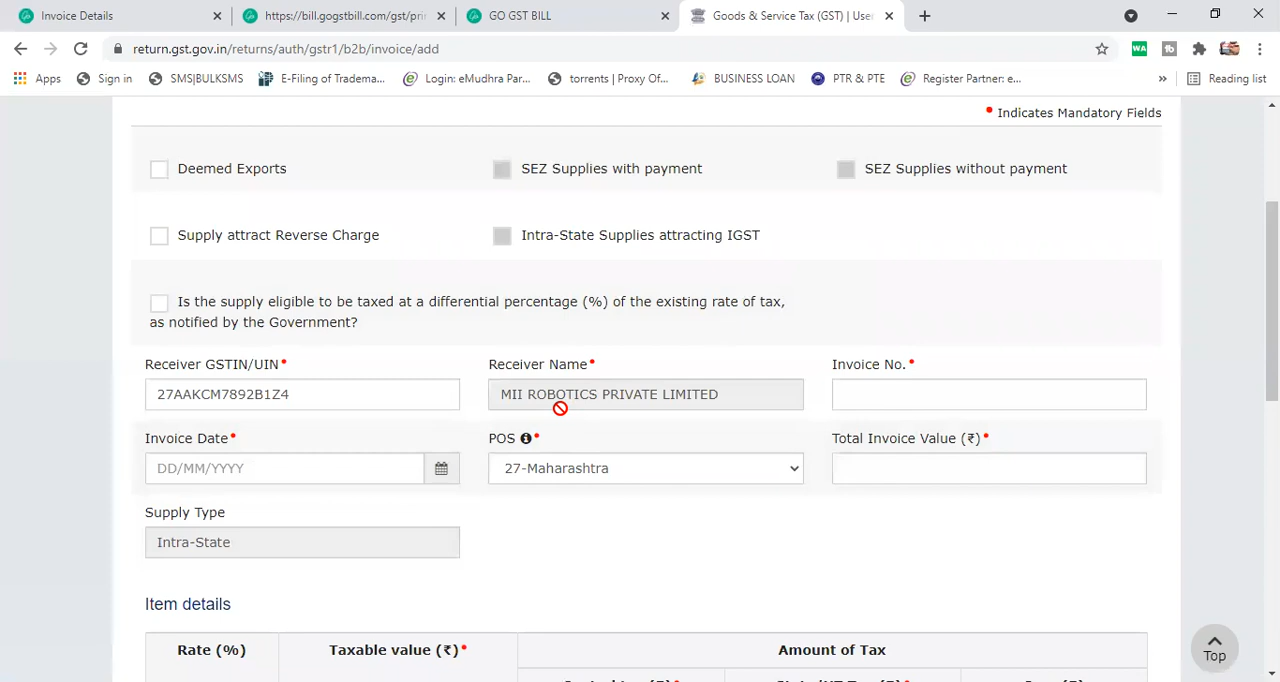 Invoice Details
https://bill.gogstbill.com/gst/pri
GO GST BILL
Goods & Service Tax (GST) | User
return.gst.gov.in/returns/auth/gstr1/b2b/invoice/add
Apps
Sign in
SMS|BULKSMS
E-Filing of Tradema...
Login: eMudhra Par...
torrents | Proxy Of...
BUSINESS LOAN
PTR & PTE
Register Partner: e...
»
Reading list
• Indicates Mandatory Fields
Deemed Exports
SEZ Supplies with payment
SEZ Supplies without payment
Supply attract Reverse Charge
Intra-State Supplies attracting IGST
Is the supply eligible to be taxed at a differential percentage (%) of the existing rate of tax,
as notified by the Government?
Receiver GSTIN/UIN•
Receiver Name•
Invoice No.•
27AAKCM7892B1Z4
MII ROBOTICS PRIVATE LIMITED
Invoice Date•
POS •
Total Invoice Value (₹)•
DD/MM/YYYY
27-Maharashtra
Supply Type
Intra-State
Item details
Rate (%)
Taxable value (₹)•
Amount of Tax
Top